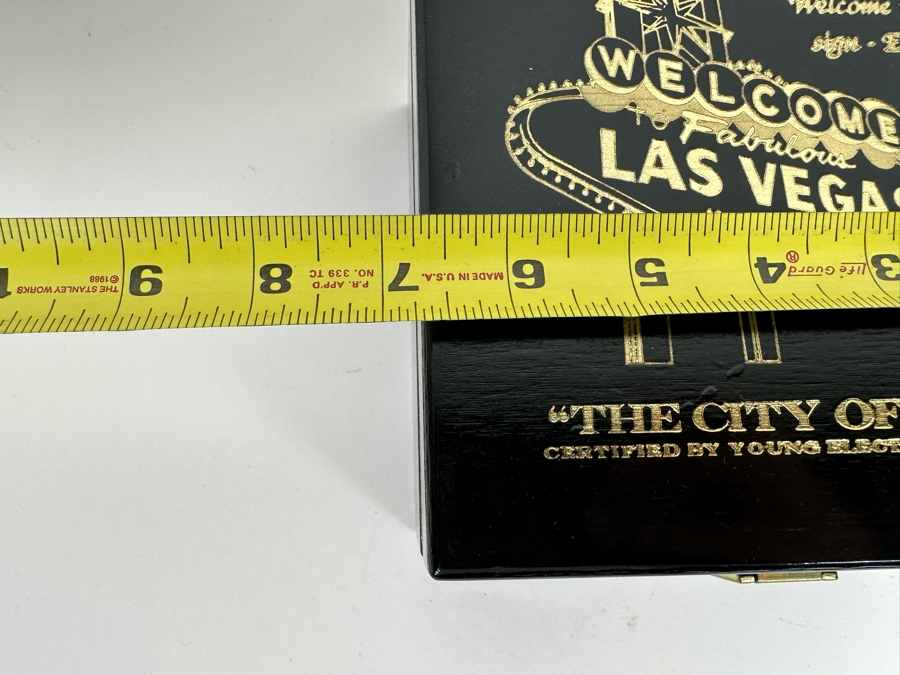 Welcome
sign - E
WELCOME
To Fabulous
LAS VEGAS
3 4 5 6 7 8 9 1
life Guard®
MADE IN U.S.A.
P.R. APP'D
NO. 339 TC
THE STANLEY WORKS
©1988
“THE CITY OF
CERTIFIED BY YOUNG ELECT